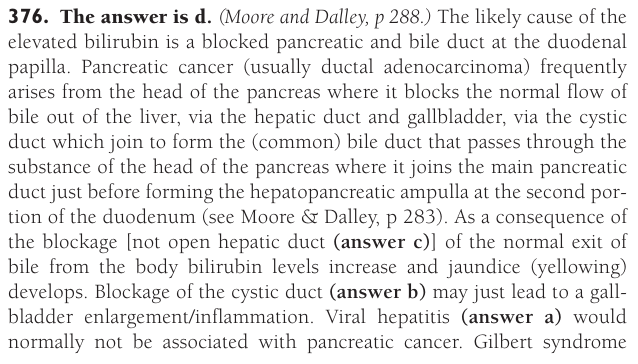 376. The answer is d. (Moore and Dalley, p 288.) The likely cause of the
elevated bilirubin is a blocked pancreatic and bile duct at the duodenal
papilla. Pancreatic cancer (usually ductal adenocarcinoma) frequently
arises from the head of the pancreas where it blocks the normal flow of
bile out of the liver, via the hepatic duct and gallbladder, via the cystic
duct which join to form the (common) bile duct that passes through the
substance of the head of the pancreas where it joins the main pancreatic
duct just before forming the hepatopancreatic ampulla at the second por-
tion of the duodenum (see Moore & Dalley, p 283). As a consequence of
the blockage [not open hepatic duct (answer c)] of the normal exit of
bile from the body bilirubin levels increase and jaundice (yellowing)
develops. Blockage of the cystic duct (answer b) may just lead to a gall-
bladder enlargement/inflammation. Viral hepatitis (answer a) would
normally not be associated with pancreatic cancer. Gilbert syndrome